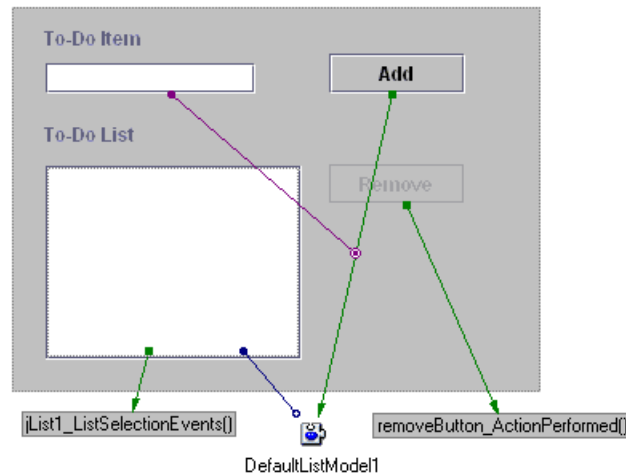 To-Do Item
Add
To-Do List
Remove
jList1_ListSelectionEvents()
removeButton_ActionPerformed()
DefaultListModel1